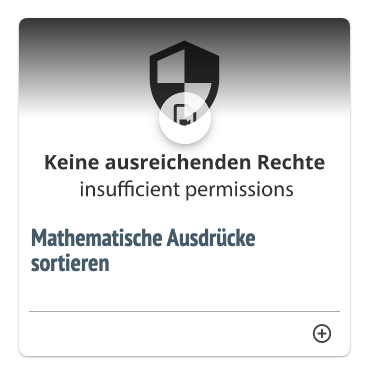 Keine ausreichenden Rechte
insufficient permissions
Mathematische Ausdrücke
sortieren